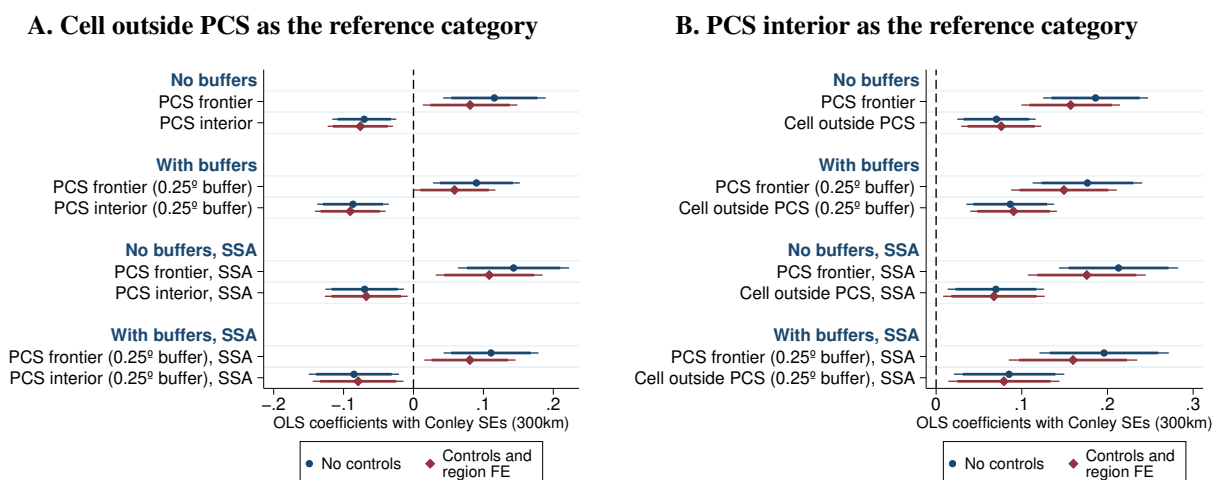 A. Cell outside PCS as the reference category
No buffers
PCS frontier
PCS interior
With buffers
PCS frontier (0.25º buffer)
PCS interior (0.25º buffer)
No buffers, SSA
PCS frontier, SSA
PCS interior, SSA
With buffers, SSA
PCS frontier (0.25º buffer), SSA
PCS interior (0.25º buffer), SSA
-.2 -.1 0 .1 .2
OLS coefficients with Conley SEs (300km)
No controls
Controls and
region FE
B. PCS interior as the reference category
No buffers
PCS frontier
Cell outside PCS
With buffers
PCS frontier (0.25º buffer)
Cell outside PCS (0.25º buffer)
No buffers, SSA
PCS frontier, SSA
Cell outside PCS, SSA
With buffers, SSA
PCS frontier (0.25º buffer), SSA
Cell outside PCS (0.25º buffer), SSA
0 .1 .2 .3
OLS coefficients with Conley SEs (300km)
No controls
Controls and
region FE